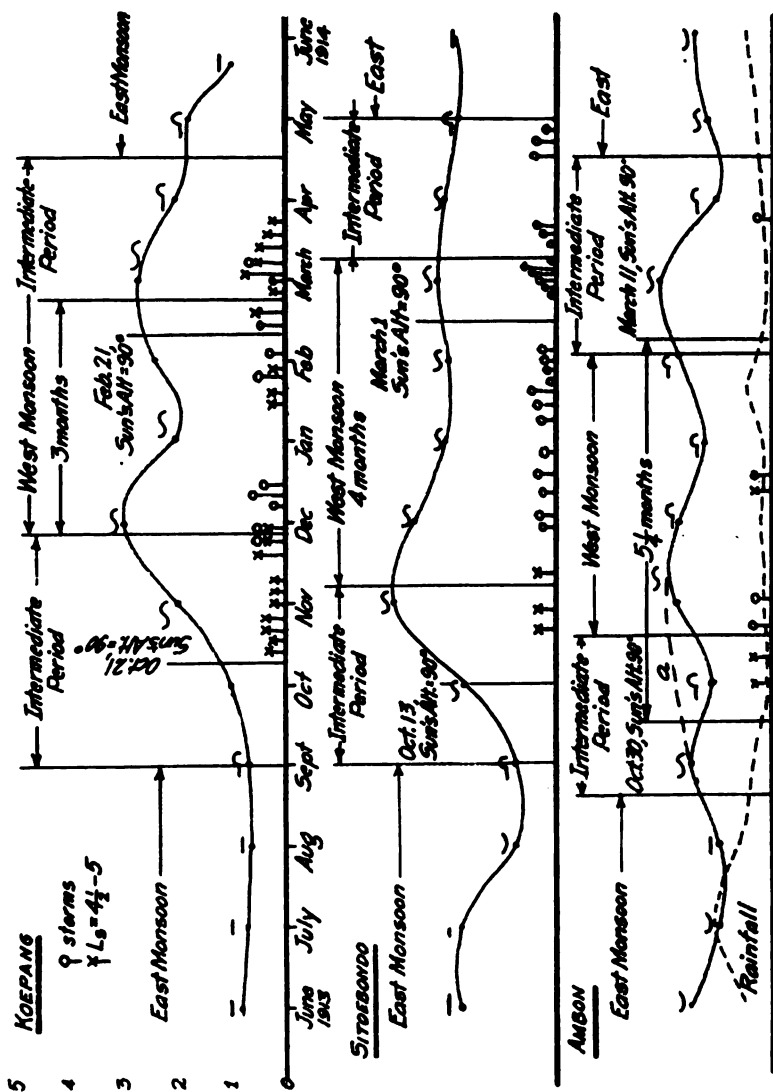 KOEPANG
storms
Ls = 4½-5
5
4
3
2
1
0
East Monsoon
Intermediate
Period
West Monsoon
3 months
Intermediate
Period
East Monsoon
Oct. 21,
Sun's Alt. = 90°
Feb. 21,
Sun's Alt = 90°
June
1913
July
Aug
Sept
Oct
Nov
Dec
Jan
Feb
March
Apr
May
June
1914
SITOEBONDO
East Monsoon
Intermediate
Period
West Monsoon
4 months
Intermediate
Period
East
Oct. 13
Sun's Alt = 90°
March 1
Sun's Alt = 90°
AMBON
East Monsoon
Intermediate
Period
West Monsoon
Intermediate
Period
East
Oct 30, Sun's Alt 90°
5¼ months
March 11, Sun's Alt. 90°
a
Rainfall